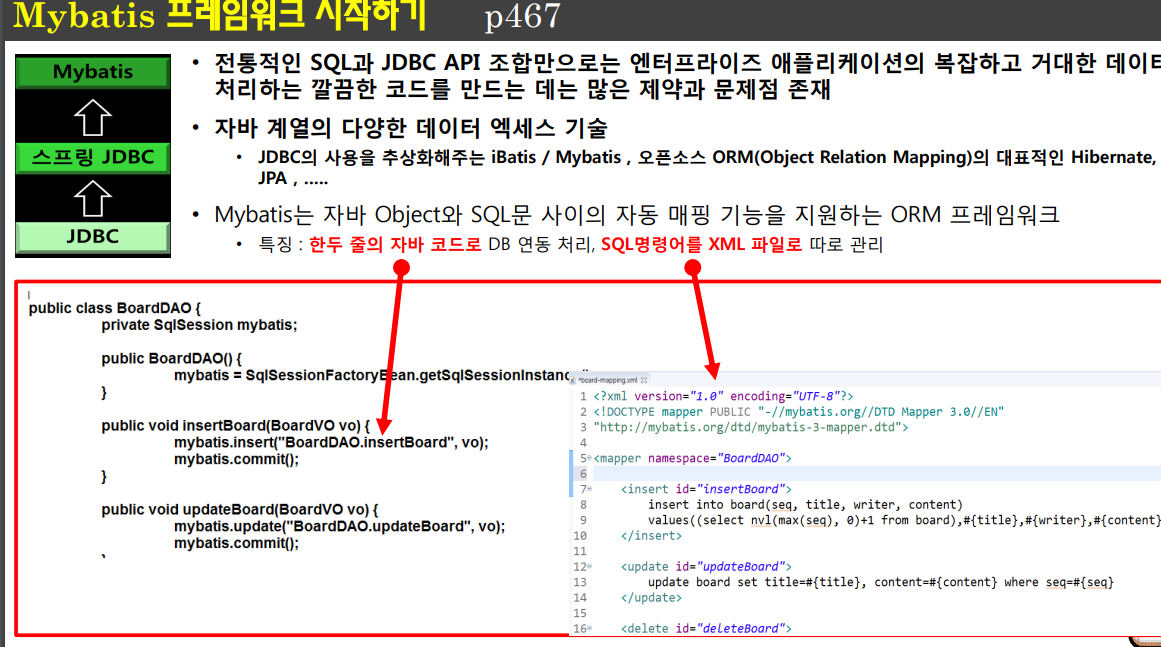 Mybatis 프레임워크 시작하기 p467
Mybatis
스프링 JDBC
JDBC
• 전통적인 SQL과 JDBC API 조합만으로는 엔터프라이즈 애플리케이션의 복잡하고 거대한 데이터
처리하는 깔끔한 코드를 만드는 데는 많은 제약과 문제점 존재
• 자바 계열의 다양한 데이터 엑세스 기술
• JDBC의 사용을 추상화해주는 iBatis / Mybatis , 오픈소스 ORM(Object Relation Mapping)의 대표적인 Hibernate,
JPA , .....
• Mybatis는 자바 Object와 SQL문 사이의 자동 매핑 기능을 지원하는 ORM 프레임워크
• 특징 : 한두 줄의 자바 코드로 DB 연동 처리, SQL명령어를 XML 파일로 따로 관리
public class BoardDAO {
private SqlSession mybatis;
public BoardDAO() {
mybatis = SqlSessionFactoryBean.getSqlSessionInstanc
}
public void insertBoard(BoardVO vo) {
mybatis.insert("BoardDAO.insertBoard", vo);
mybatis.commit();
}
public void updateBoard(BoardVO vo) {
mybatis.update("BoardDAO.updateBoard", vo);
mybatis.commit();
}
*board-mapping.xml
1 <?xml version="1.0" encoding="UTF-8"?>
2 <!DOCTYPE mapper PUBLIC "-//mybatis.org//DTD Mapper 3.0//EN"
3 "http://mybatis.org/dtd/mybatis-3-mapper.dtd">
4
5 <mapper namespace="BoardDAO">
6
7 <insert id="insertBoard">
8 insert into board(seq, title, writer, content)
9 values((select nvl(max(seq), 0)+1 from board),#{title},#{writer},#{content}
10 </insert>
11
12 <update id="updateBoard">
13 update board set title=#{title}, content=#{content} where seq=#{seq}
14 </update>
15
16 <delete id="deleteBoard">